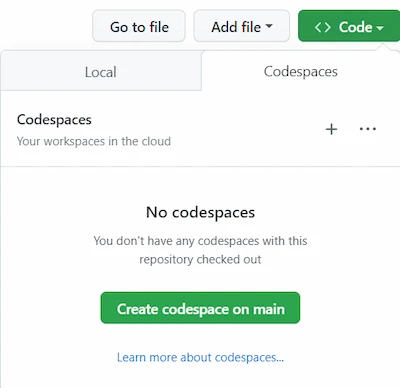 Go to file
Add file
<> Code
Local
Codespaces
Codespaces
Your workspaces in the cloud
+ ...
No codespaces
You don't have any codespaces with this
repository checked out
Create codespace on main
Learn more about codespaces...